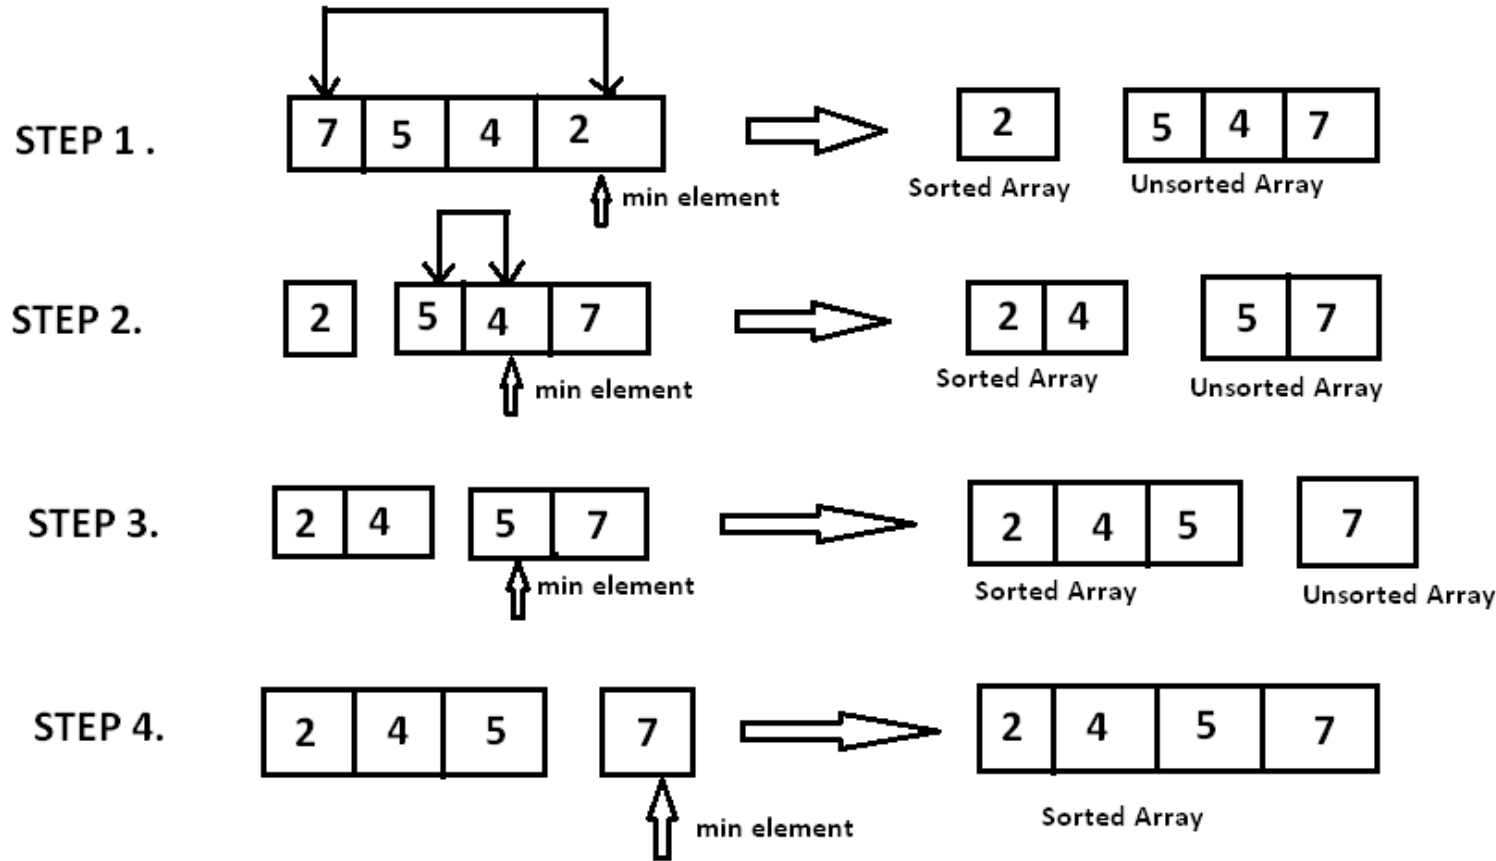 STEP 1 .
7 5 4 2
2
5 4 7
min element
Sorted Array
Unsorted Array
STEP 2.
2
5 4 7
2 4
5 7
min element
Sorted Array
Unsorted Array
STEP 3.
2 4
5 7
2 4 5
7
min element
Sorted Array
Unsorted Array
STEP 4.
2 4 5
7
2 4 5 7
min element
Sorted Array